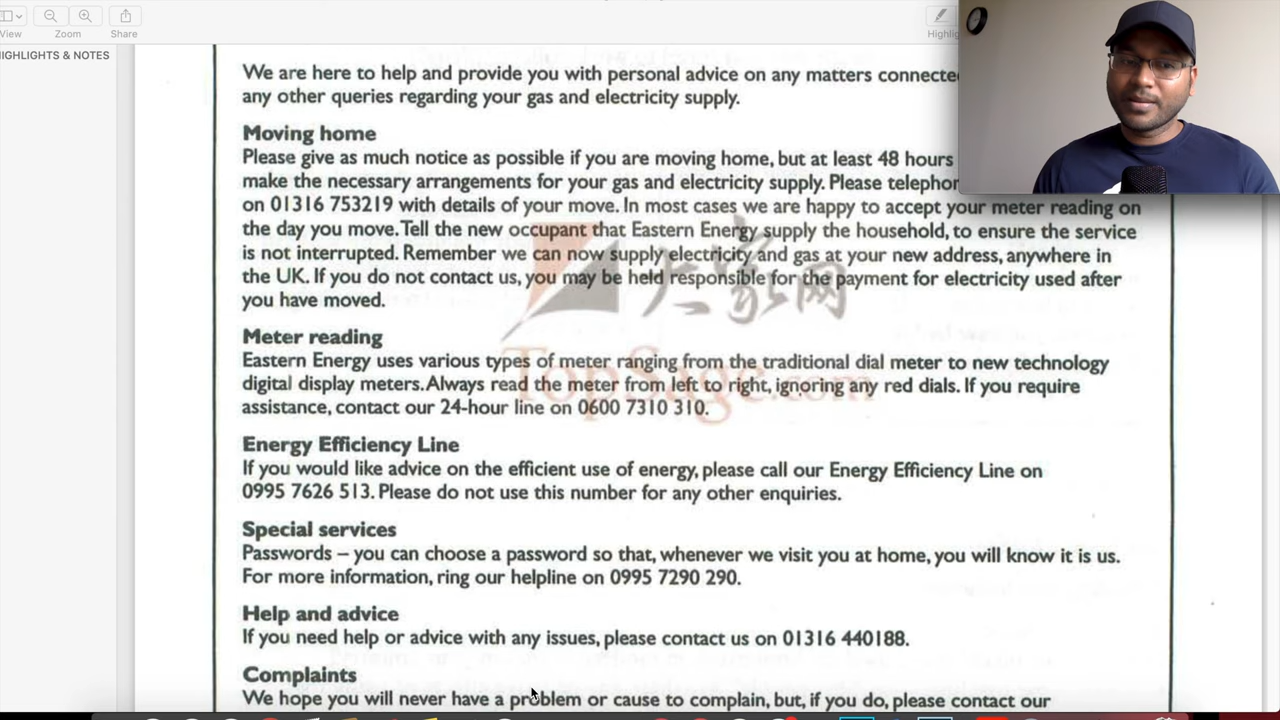 View
Zoom
Share
Highlig
HIGHLIGHTS & NOTES
We are here to help and provide you with personal advice on any matters connected
any other queries regarding your gas and electricity supply.
Moving home
Please give as much notice as possible if you are moving home, but at least 48 hours
make the necessary arrangements for your gas and electricity supply. Please telephon
on 01316 753219 with details of your move. In most cases we are happy to accept your meter reading on
the day you move. Tell the new occupant that Eastern Energy supply the household, to ensure the service
is not interrupted. Remember we can now supply electricity and gas at your new address, anywhere in
the UK. If you do not contact us, you may be held responsible for the payment for electricity used after
you have moved.
大家网
Meter reading
TopSage.com
Eastern Energy uses various types of meter ranging from the traditional dial meter to new technology
digital display meters. Always read the meter from left to right, ignoring any red dials. If you require
assistance, contact our 24-hour line on 0600 7310 310.
Energy Efficiency Line
If you would like advice on the efficient use of energy, please call our Energy Efficiency Line on
0995 7626 513. Please do not use this number for any other enquiries.
Special services
Passwords – you can choose a password so that, whenever we visit you at home, you will know it is us.
For more information, ring our helpline on 0995 7290 290.
Help and advice
If you need help or advice with any issues, please contact us on 01316 440188.
Complaints
We hope you will never have a problem or cause to complain, but, if you do, please contact our